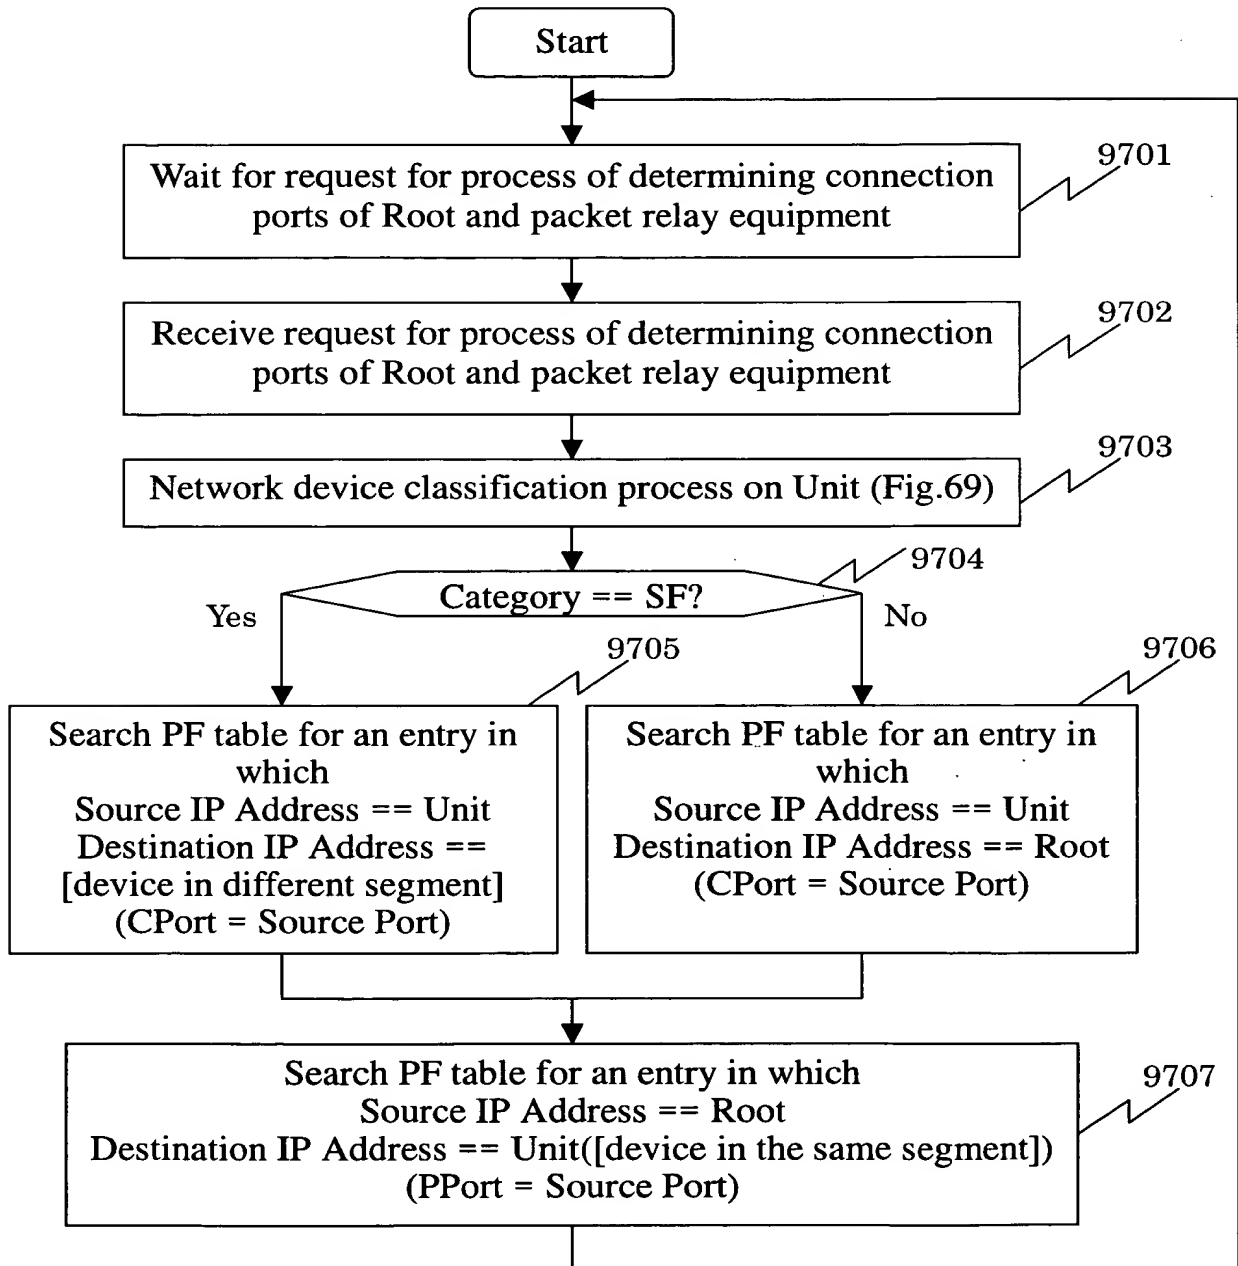 Start
9701
Wait for request for process of determining connection
ports of Root and packet relay equipment
9702
Receive request for process of determining connection
ports of Root and packet relay equipment
9703
Network device classification process on Unit (Fig.69)
9704
Category == SF?
Yes
No
9705
Search PF table for an entry in
which
Source IP Address == Unit
Destination IP Address ==
[device in different segment]
(CPort = Source Port)
9706
Search PF table for an entry in
which
Source IP Address == Unit
Destination IP Address == Root
(CPort = Source Port)
9707
Search PF table for an entry in which
Source IP Address == Root
Destination IP Address == Unit([device in the same segment])
(PPort = Source Port)